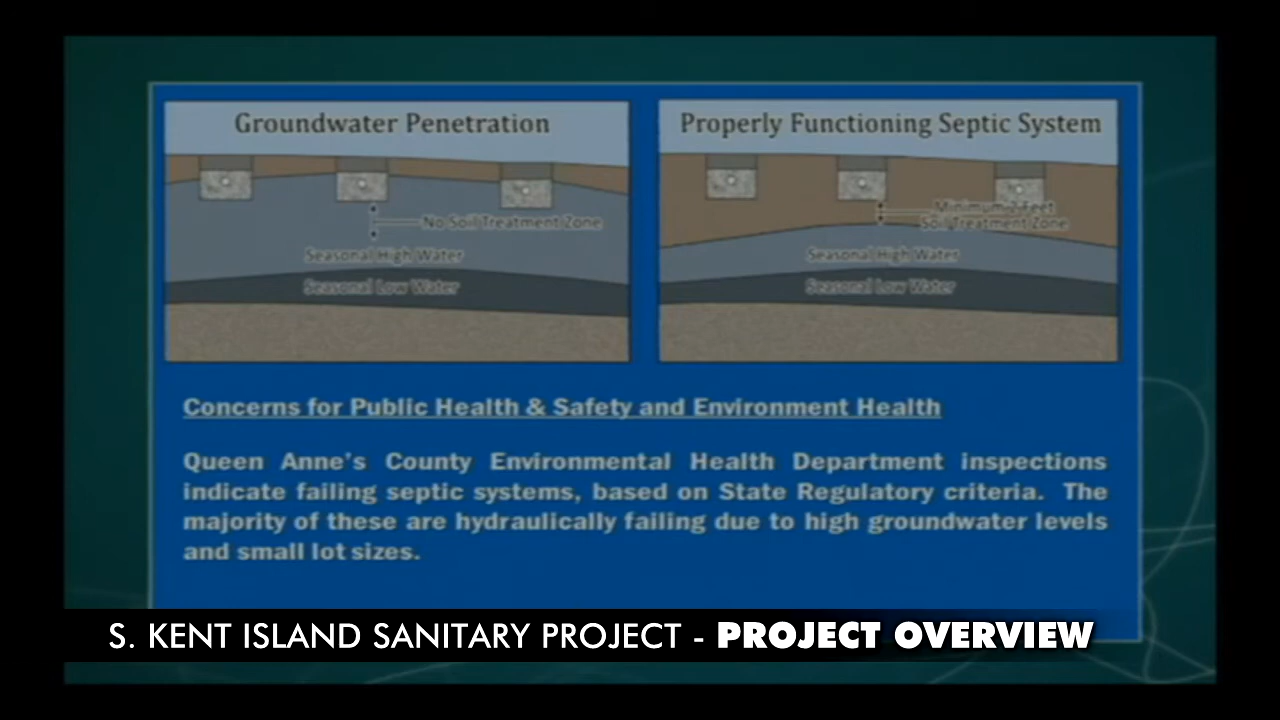 Groundwater Penetration
No Soil Treatment Zone
Seasonal High Water
Seasonal Low Water
Properly Functioning Septic System
Minimum 2 Feet
Soil Treatment Zone
Seasonal High Water
Seasonal Low Water
Concerns for Public Health & Safety and Environment Health
Queen Anne's County Environmental Health Department inspections
indicate failing septic systems, based on State Regulatory criteria. The
majority of these are hydraulically failing due to high groundwater levels
and small lot sizes.
S. KENT ISLAND SANITARY PROJECT - PROJECT OVERVIEW